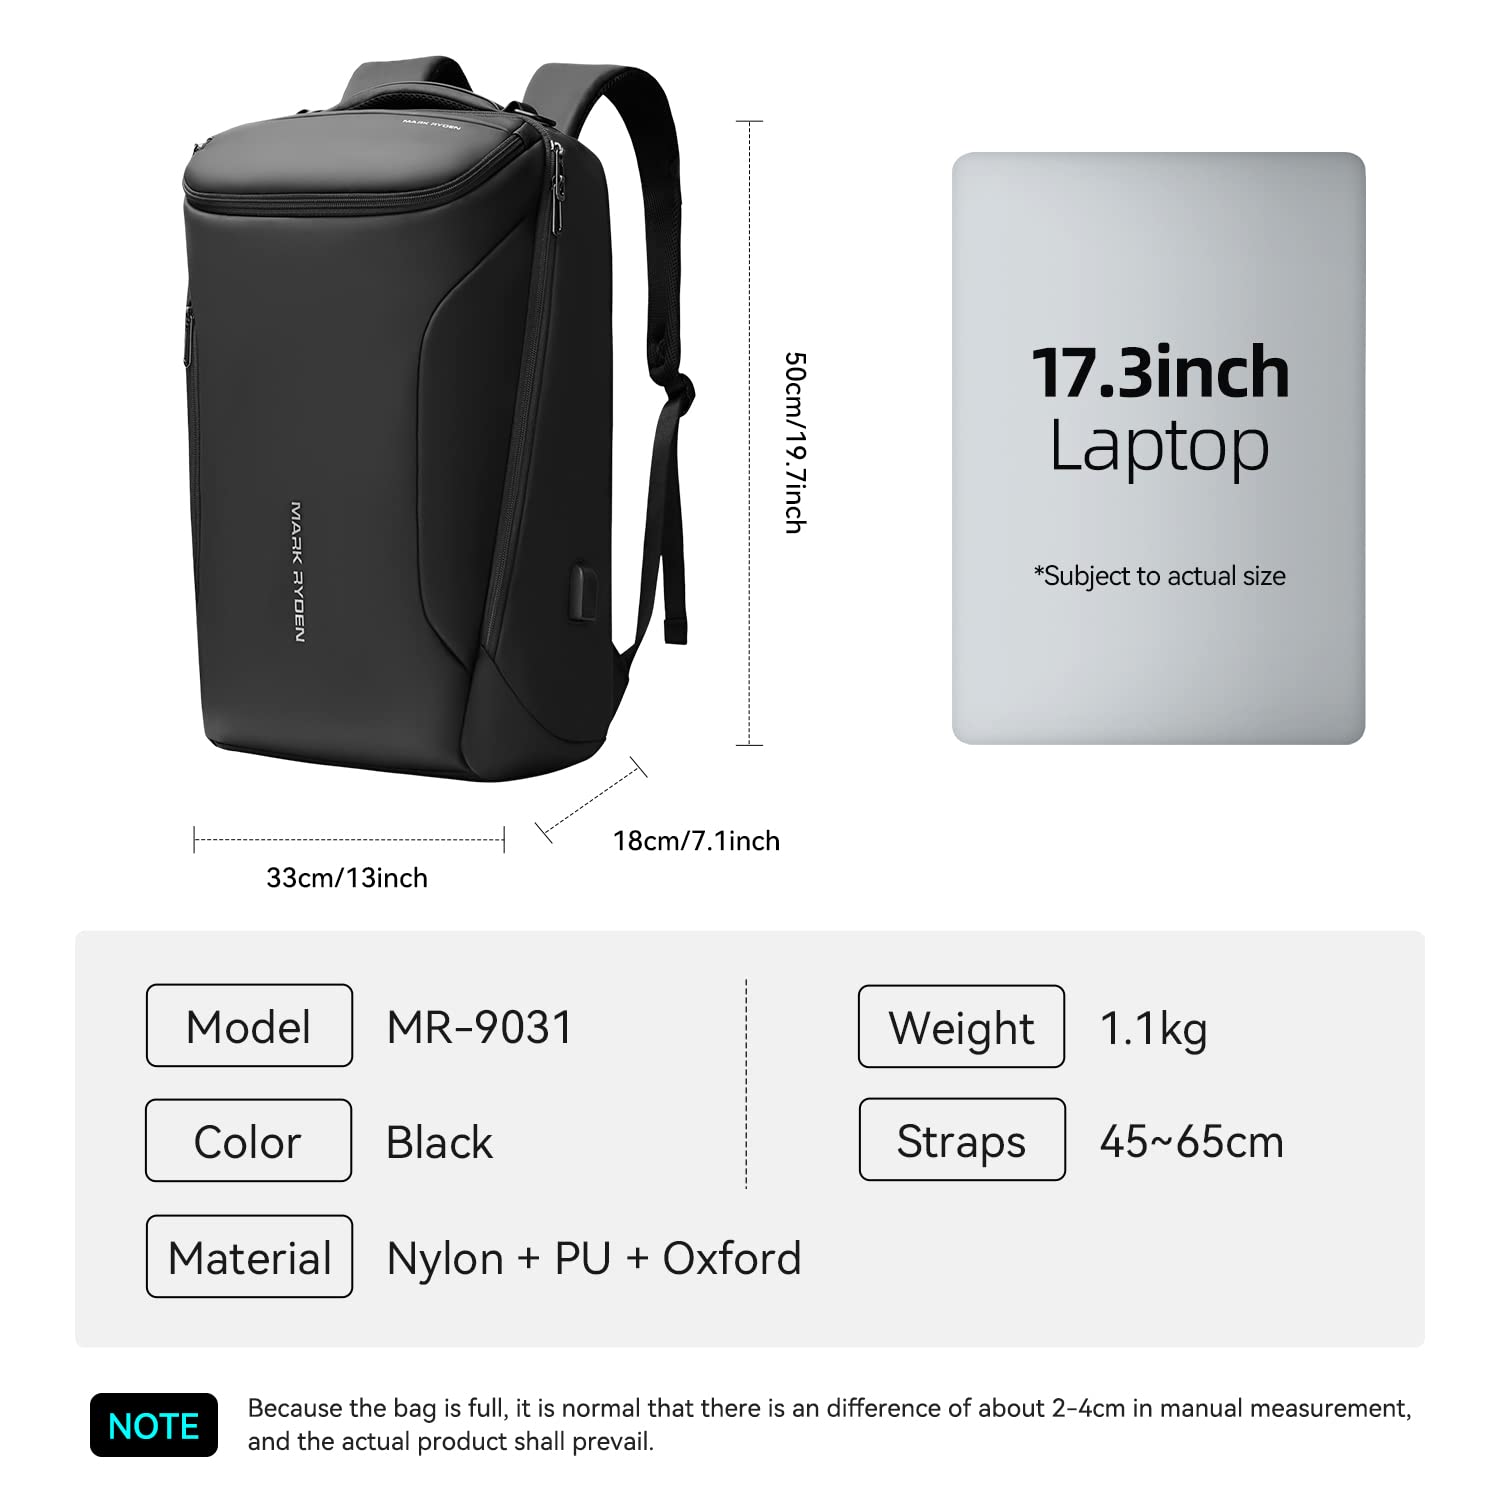 MARK RYDEN
MARK RYDEN
50cm/19.7inch
17.3inch
Laptop
*Subject to actual size
18cm/7.1inch
33cm/13inch
Model MR-9031
Weight 1.1kg
Color Black
Straps 45~65cm
Material Nylon + PU + Oxford
NOTE
Because the bag is full, it is normal that there is an difference of about 2-4cm in manual measurement,
and the actual product shall prevail.